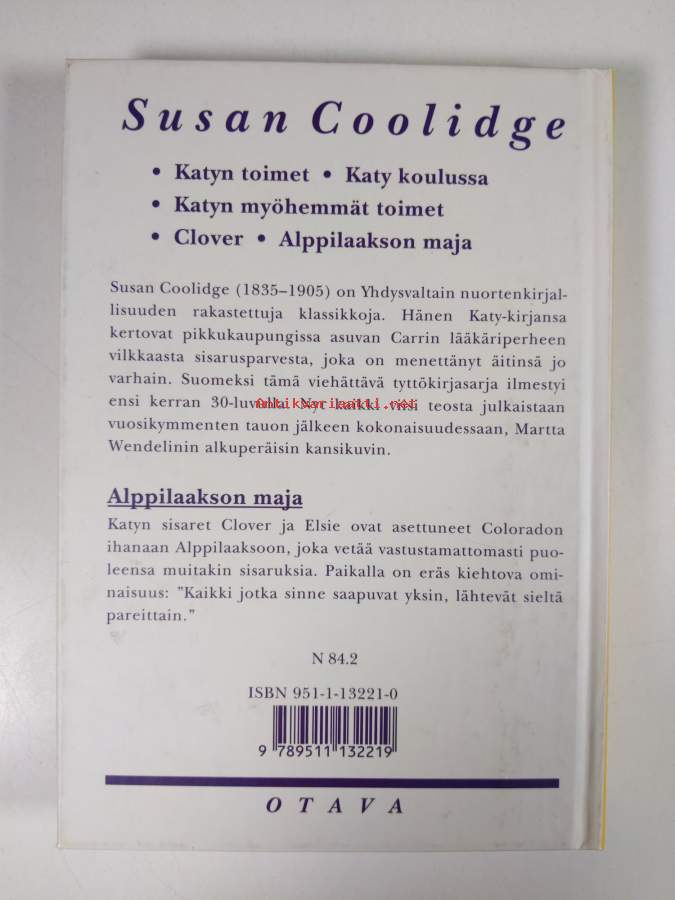 Susan Coolidge
• Katyn toimet • Katy koulussa
• Katyn myöhemmät toimet
• Clover • Alppilaakson maja
Susan Coolidge (1835–1905) on Yhdysvaltain nuortenkirjal-
lisuuden rakastettuja klassikkoja. Hänen Katy-kirjansa
kertovat pikkukaupungissa asuvan Carrin lääkäriperheen
vilkkaasta sisarusparvesta, joka on menettänyt äitinsä jo
varhain. Suomeksi tämä viehättävä tyttökirjasarja ilmestyi
ensi kerran 30-luvulla. Nyt kaikki viisi teosta julkaistaan
antikvariaatti.net
vuosikymmenten tauon jälkeen kokonaisuudessaan, Martta
Wendelinin alkuperäisin kansikuvin.
Alppilaakson maja
Katyn sisaret Clover ja Elsie ovat asettuneet Coloradon
ihanaan Alppilaaksoon, joka vetää vastustamattomasti puo-
leensa muitakin sisaruksia. Paikalla on eräs kiehtova omi-
naisuus: ”Kaikki jotka sinne saapuvat yksin, lähtevät sieltä
pareittain.”
N 84.2
ISBN 951-1-13221-0
9 789511 132219
OTAVA